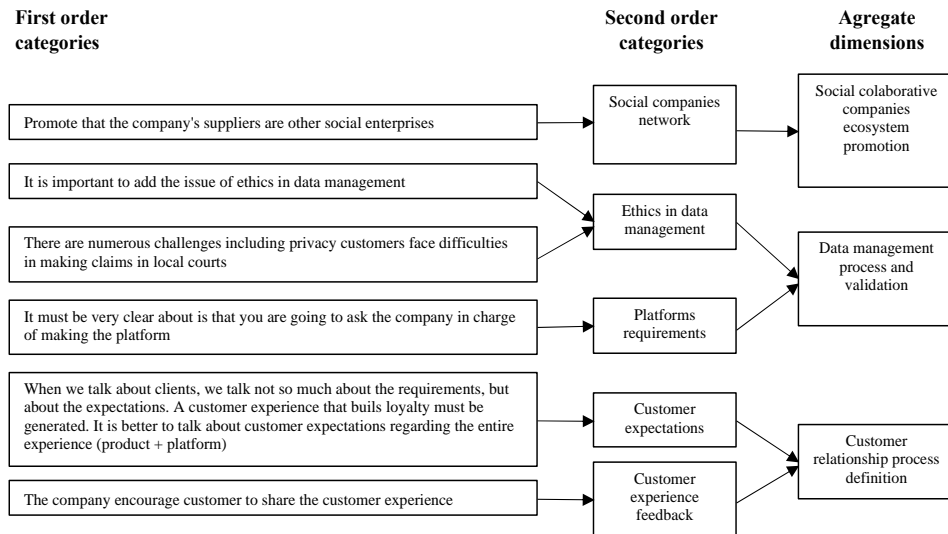 First order
categories
Second order
categories
Agregate
dimensions
Promote that the company's suppliers are other social enterprises
Social companies
network
Social colaborative
companies
ecosystem
promotion
It is important to add the issue of ethics in data management
There are numerous challenges including privacy customers face difficulties
in making claims in local courts
Ethics in data
management
It must be very clear about is that you are going to ask the company in charge
of making the platform
Platforms
requirements
Data management
process and
validation
When we talk about clients, we talk not so much about the requirements, but
about the expectations. A customer experience that buils loyalty must be
generated. It is better to talk about customer expectations regarding the entire
experience (product + platform)
Customer
expectations
The company encourage customer to share the customer experience
Customer
experience
feedback
Customer
relationship process
definition